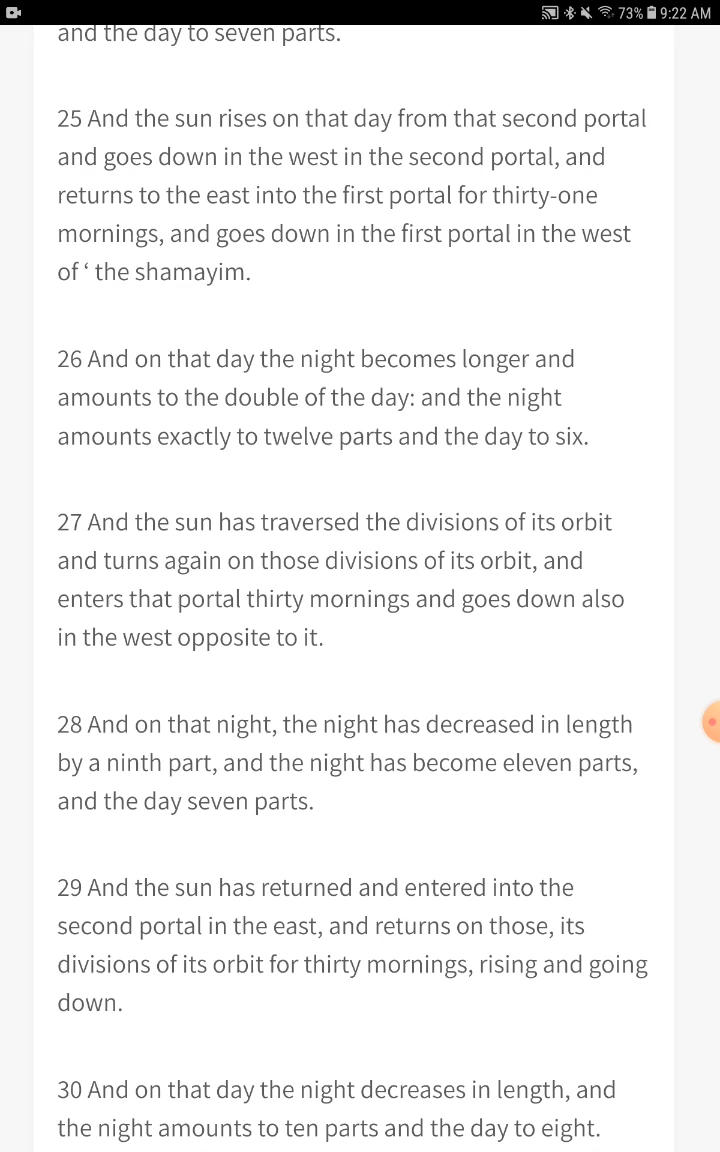 73% 9:22 AM
and the day to seven parts.
25 And the sun rises on that day from that second portal
and goes down in the west in the second portal, and
returns to the east into the first portal for thirty-one
mornings, and goes down in the first portal in the west
of ‘ the shamayim.
26 And on that day the night becomes longer and
amounts to the double of the day: and the night
amounts exactly to twelve parts and the day to six.
27 And the sun has traversed the divisions of its orbit
and turns again on those divisions of its orbit, and
enters that portal thirty mornings and goes down also
in the west opposite to it.
28 And on that night, the night has decreased in length
by a ninth part, and the night has become eleven parts,
and the day seven parts.
29 And the sun has returned and entered into the
second portal in the east, and returns on those, its
divisions of its orbit for thirty mornings, rising and going
down.
30 And on that day the night decreases in length, and
the night amounts to ten parts and the day to eight.